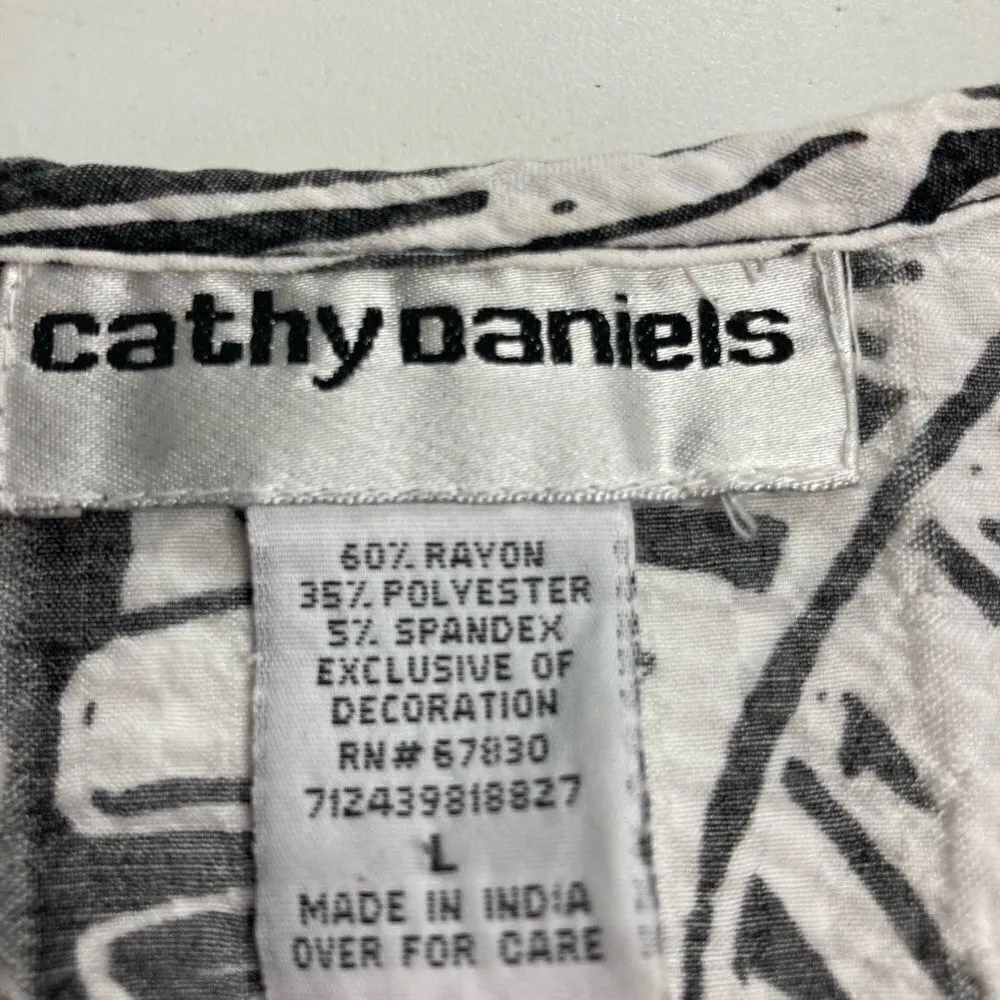 cathy Daniels
60% RAYON
35% POLYESTER
5% SPANDEX
EXCLUSIVE OF
DECORATION
RN# 67830
712439818827
L
MADE IN INDIA
OVER FOR CARE